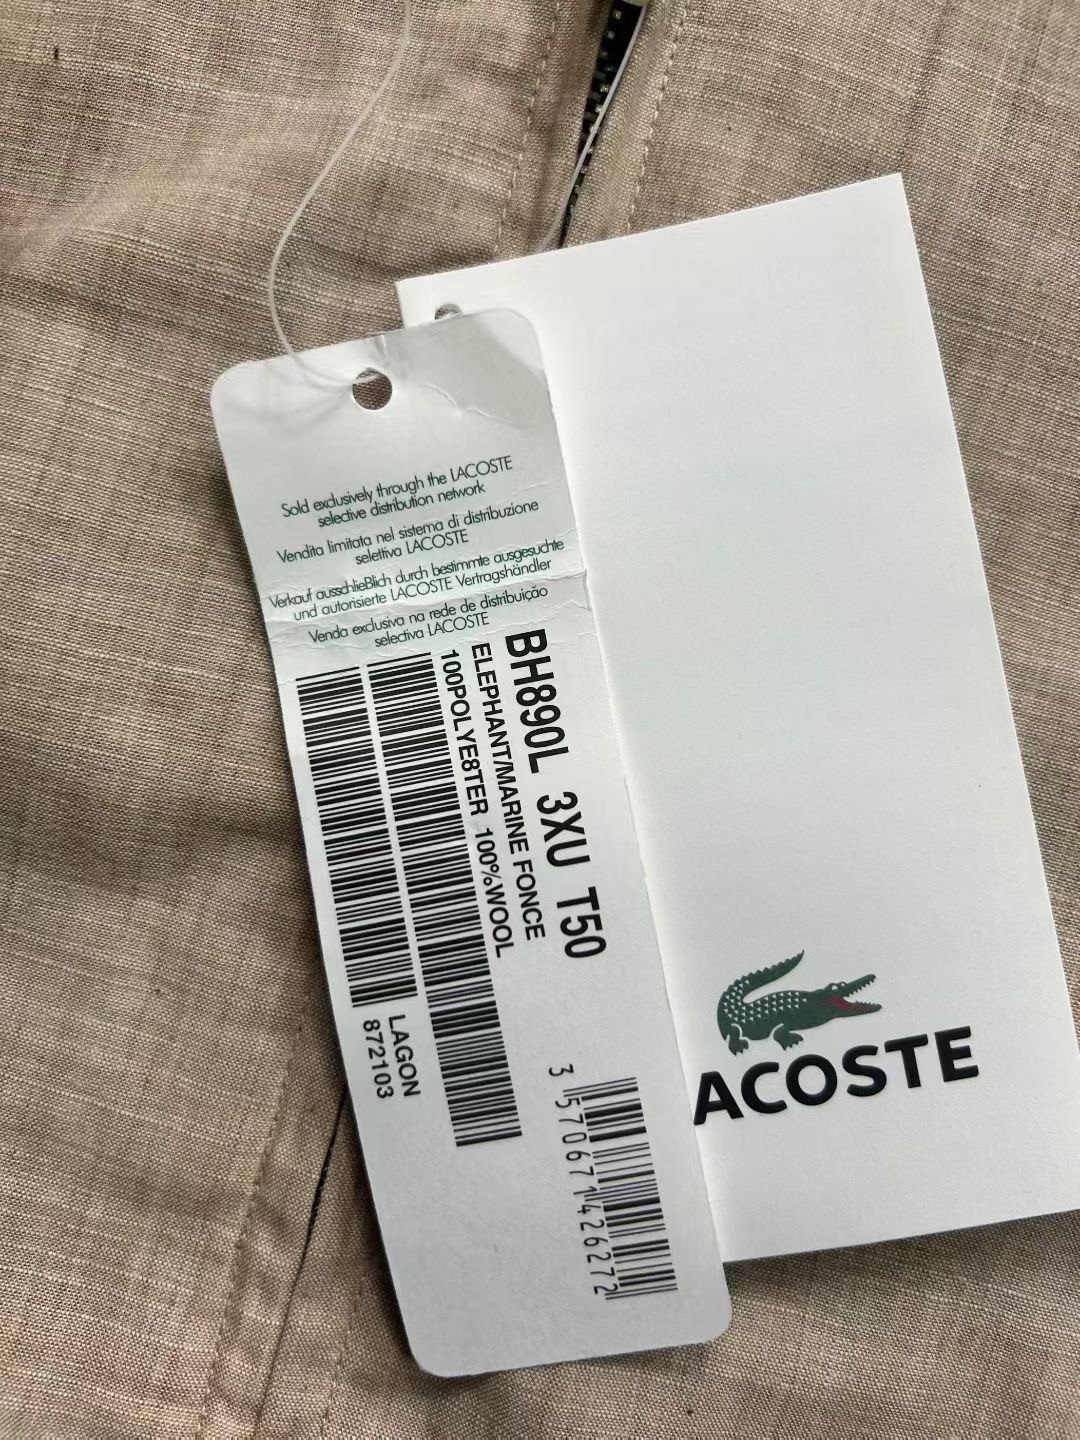 Sold exclusively through the LACOSTE
selective distribution network
Vendita limitata nel sistema di distribuzione
selettiva LACOSTE
Verkauf ausschließlich durch bestimmte ausgesuchte
und autorisierte LACOSTE Vertragshändler
Venda exclusiva na rede de distribuição
selectiva LACOSTE
BH890L 3XU T50
ELEPHANT/MARINE FONCE
100POLYE8TER 100%WOOL
LAGON
872103
3 570671426272
ACOSTE